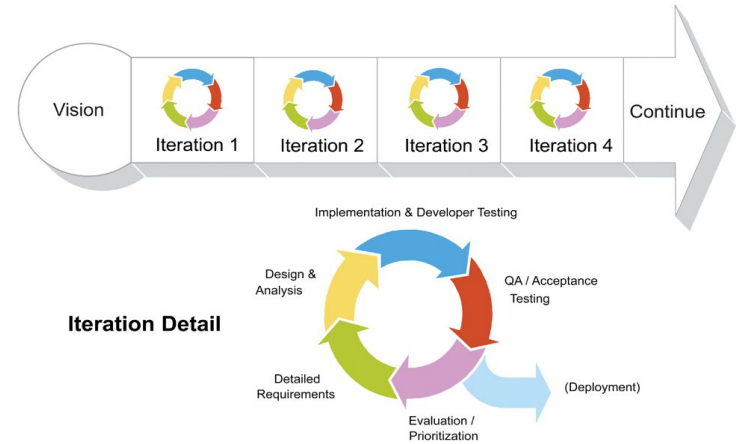 Vision
Iteration 1
Iteration 2
Iteration 3
Iteration 4
Continue
Implementation & Developer Testing
Design &
Analysis
QA / Acceptance
Testing
Iteration Detail
Detailed
Requirements
(Deployment)
Evaluation /
Prioritization